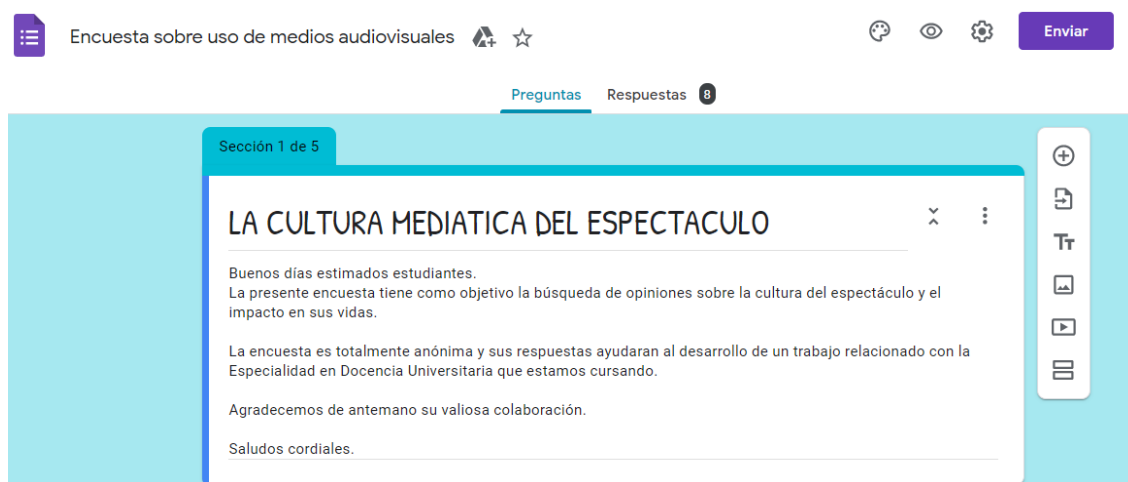 Encuesta sobre uso de medios audiovisuales
Enviar
Preguntas
Respuestas 8
Sección 1 de 5
LA CULTURA MEDIATICA DEL ESPECTACULO
Buenos días estimados estudiantes.
La presente encuesta tiene como objetivo la búsqueda de opiniones sobre la cultura del espectáculo y el
impacto en sus vidas.
La encuesta es totalmente anónima y sus respuestas ayudaran al desarrollo de un trabajo relacionado con la
Especialidad en Docencia Universitaria que estamos cursando.
Agradecemos de antemano su valiosa colaboración.
Saludos cordiales.
Tт